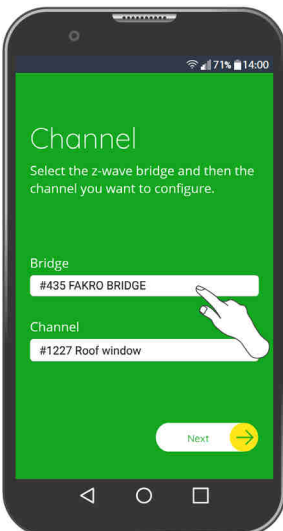 71% 14:00
Channel
Select the z-wave bridge and then the
channel you want to configure.
Bridge
#435 FAKRO BRIDGE
Channel
#1227 Roof window
Next